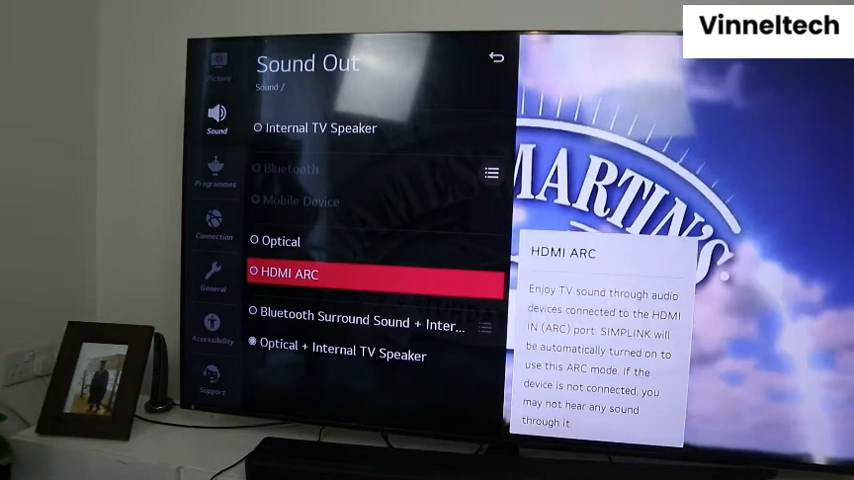 Vinneltech
Picture
Sound
Programmes
Connection
General
Accessibility
Support
Sound Out
Sound /
Internal TV Speaker
Bluetooth
Mobile Device
Optical
HDMI ARC
Bluetooth Surround Sound + Inter...
Optical + Internal TV Speaker
MARTIN'S
JAMES
HDMI ARC
Enjoy TV sound through audio
devices connected to the HDMI
IN (ARC) port. SIMPLINK will
be automatically turned on to
use this ARC mode. If the
device is not connected, you
may not hear any sound
through it.